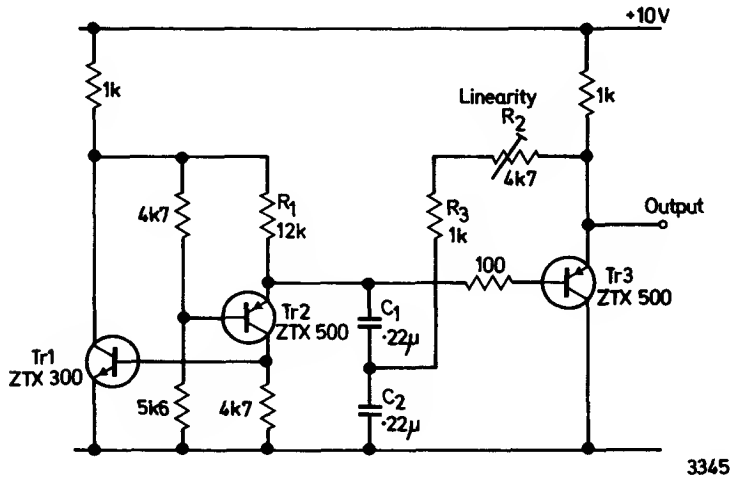 +10V
1k
1k
Linearity
R2
4k7
4k7
R1
12k
R3
1k
Output
100
Tr3
ZTX 500
Tr2
ZTX 500
C1
·22µ
Tr1
ZTX 300
5k6
4k7
C2
·22µ
3345